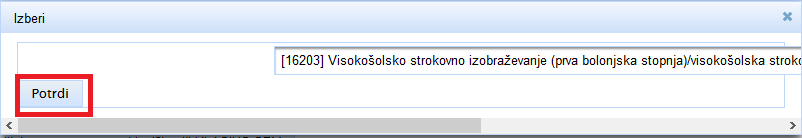 Izberi
[16203] Visokošolsko strokovno izobraževanje (prva bolonjska stopnja)/visokošolska stroko
Potrdi